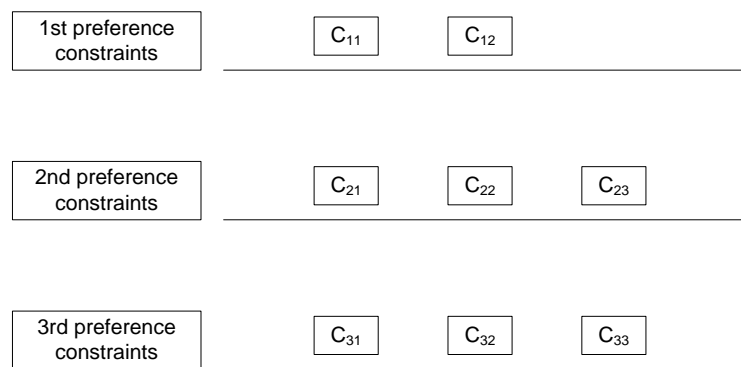 1st preference
constraints
C₁₁
C₁₂
2nd preference
constraints
C₂₁
C₂₂
C₂₃
3rd preference
constraints
C₃₁
C₃₂
C₃₃